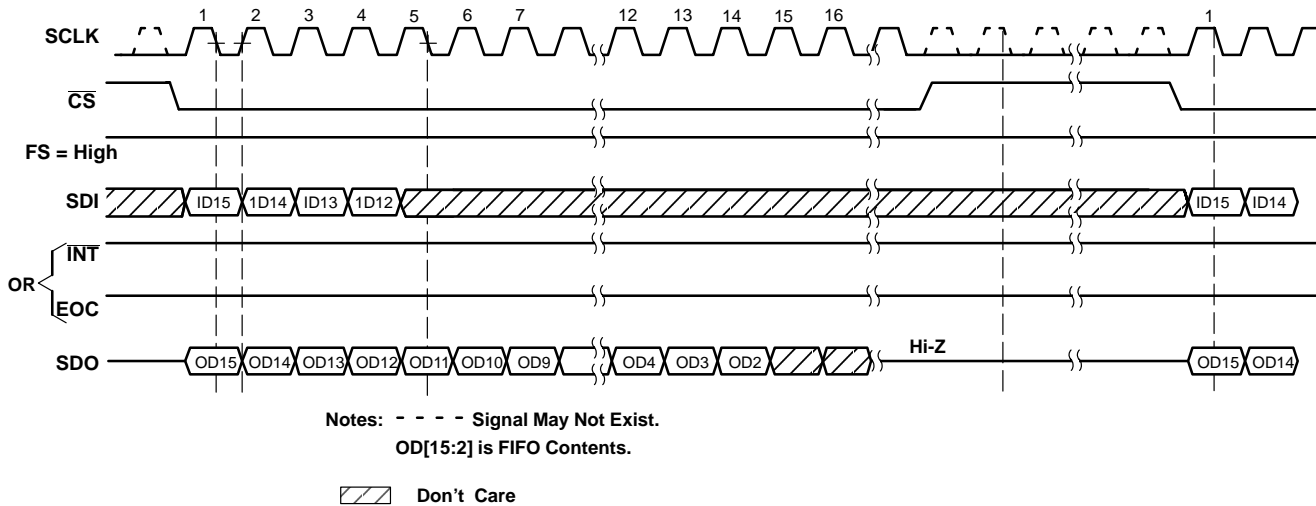 1 2 3 4 5 6 7 12 13 14 15 16 1
SCLK
CS
FS = High
SDI ID15 1D14 ID13 1D12 ID15 ID14
INT
OR
EOC
SDO OD15 OD14 OD13 OD12 OD11 OD10 OD9 OD4 OD3 OD2 Hi-Z OD15 OD14
Notes: - - - - Signal May Not Exist.
OD[15:2] is FIFO Contents.
Don't Care